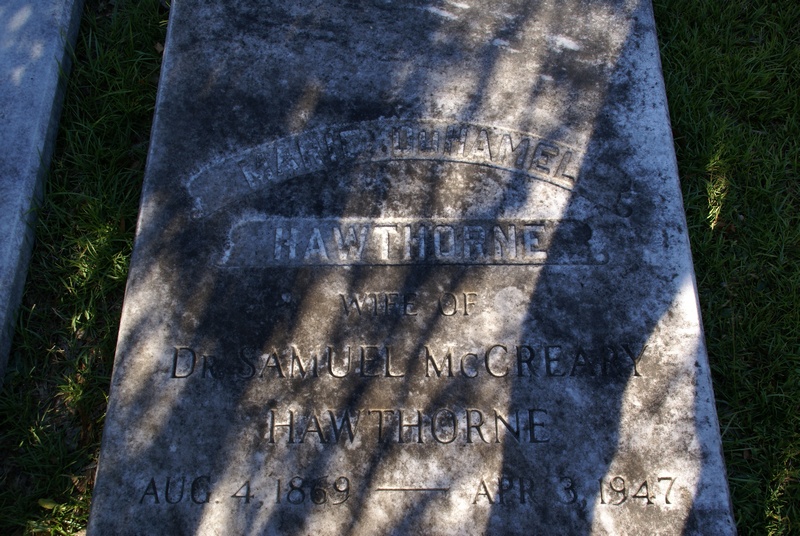 MARIE DUHAMEL
HAWTHORNE
WIFE OF
DR SAMUEL MCCREARY
HAWTHORNE
AUG. 4, 1869 — APR. 3, 1947